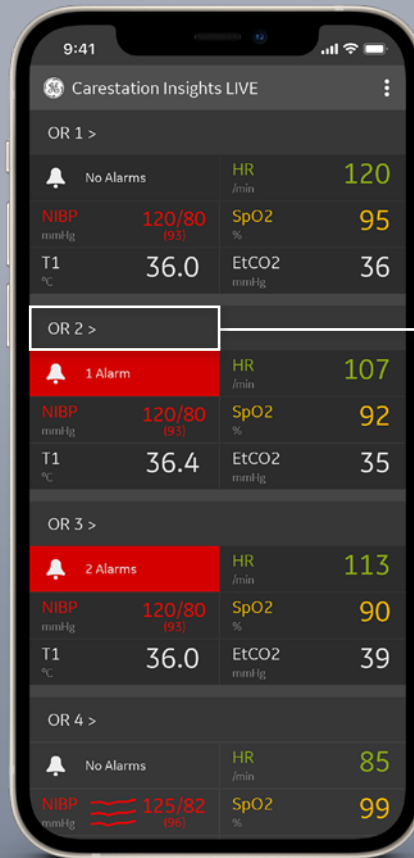 9:41
Carestation Insights LIVE
OR 1 >
No Alarms
HR /min 120
NIBP mmHg 120/80 (93)
SpO2 % 95
T1 °C 36.0
EtCO2 mmHg 36
OR 2 >
1 Alarm
HR /min 107
NIBP mmHg 120/80 (93)
SpO2 % 92
T1 °C 36.4
EtCO2 mmHg 35
OR 3 >
2 Alarms
HR /min 113
NIBP mmHg 120/80 (93)
SpO2 % 90
T1 °C 36.0
EtCO2 mmHg 39
OR 4 >
No Alarms
HR /min 85
NIBP mmHg 125/82 (96)
SpO2 % 99